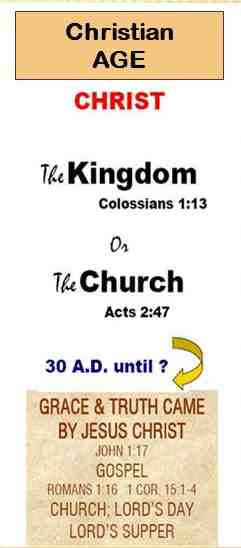 Christian
AGE
CHRIST
The Kingdom
Colossians 1:13
Or
The Church
Acts 2:47
30 A.D. until ?
GRACE & TRUTH CAME
BY JESUS CHRIST
JOHN 1:17
GOSPEL
ROMANS 1:16 1 COR. 15:1-4
CHURCH; LORD'S DAY
LORD'S SUPPER